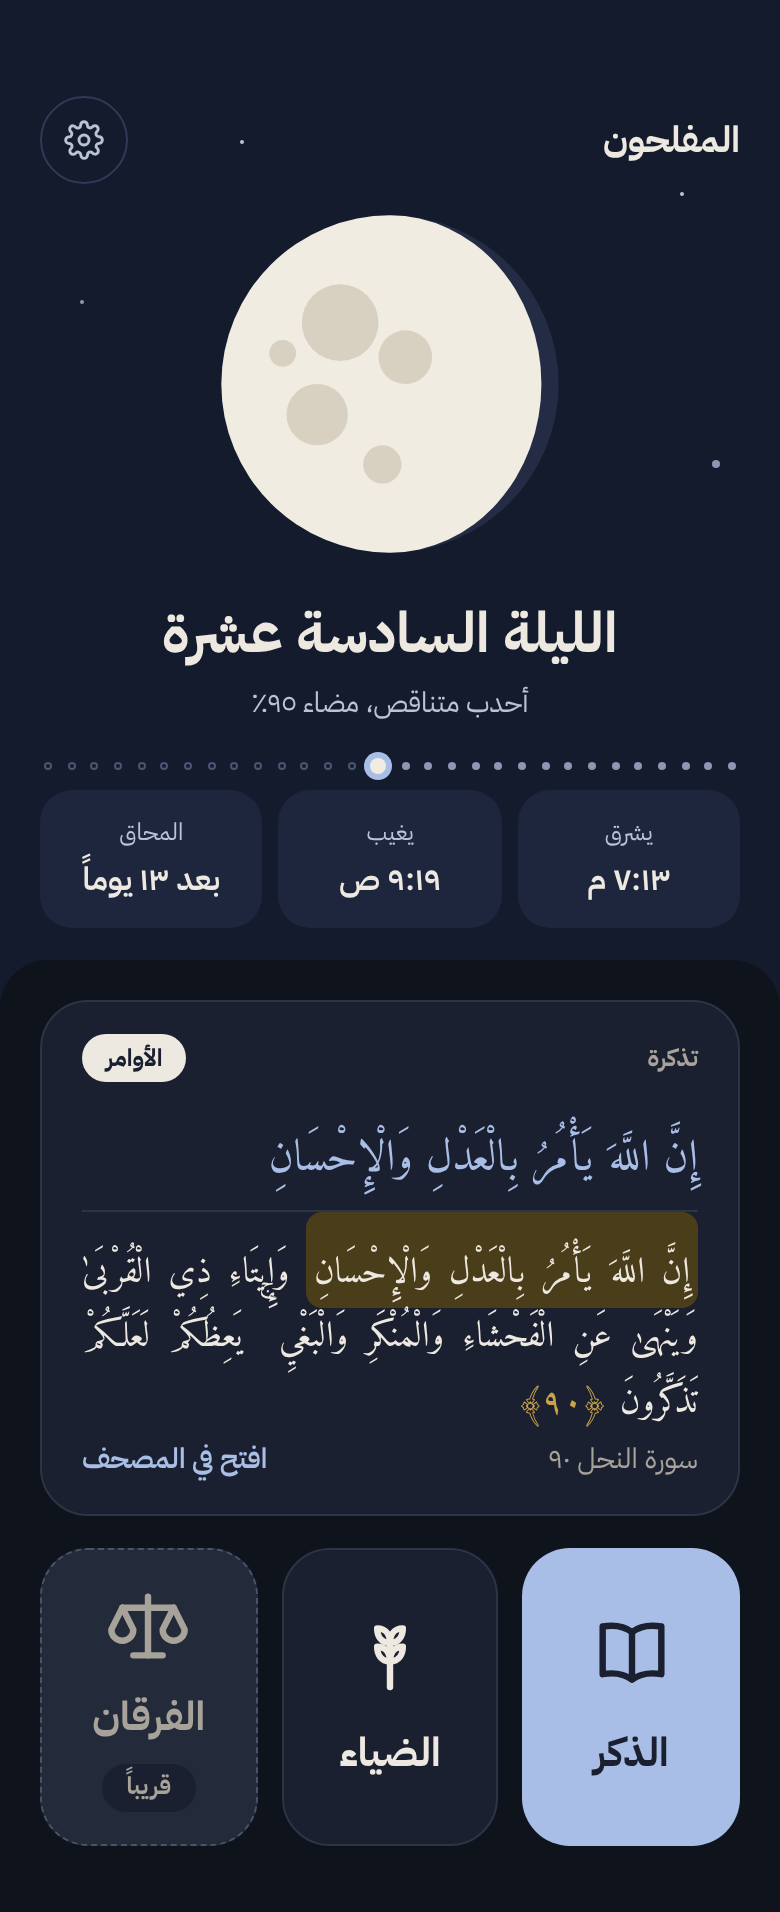 المفلحون
الليلة السادسة عشرة
أحدب متناقص، مضاء ٩٥٪
يشرق
٧:١٣ م
يغيب
٩:١٩ ص
المحاق
بعد ١٣ يوماً
تذكرة
الأوامر
إِنَّ اللَّهَ يَأْمُرُ بِالْعَدْلِ وَالْإِحْسَانِ
إِنَّ اللَّهَ يَأْمُرُ بِالْعَدْلِ وَالْإِحْسَانِ وَإِيتَاءِ ذِي الْقُرْبَىٰ
وَيَنْهَىٰ عَنِ الْفَحْشَاءِ وَالْمُنْكَرِ وَالْبَغْيِ ۚ يَعِظُكُمْ لَعَلَّكُمْ
تَذَكَّرُونَ ﴿٩٠﴾
سورة النحل ٩٠
افتح في المصحف
الذكر
الضياء
الفرقان
قريباً